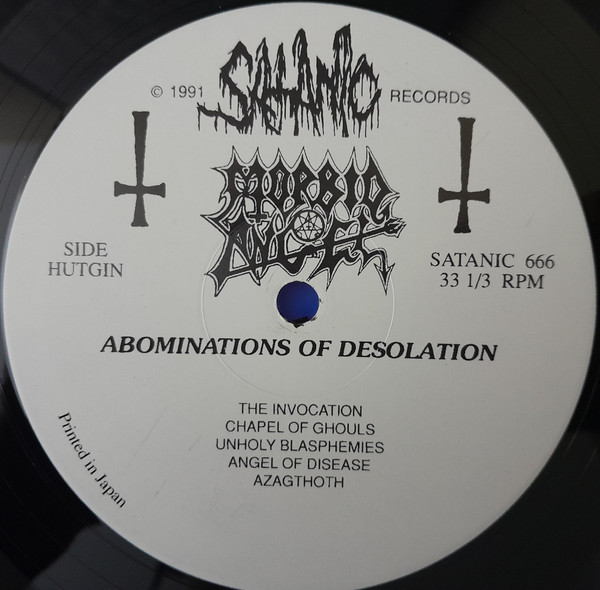 © 1991 SATANIC RECORDS
MORBID
ANGEL
SIDE
HUTGIN
SATANIC 666
33 1/3 RPM
ABOMINATIONS OF DESOLATION
THE INVOCATION
CHAPEL OF GHOULS
UNHOLY BLASPHEMIES
ANGEL OF DISEASE
AZAGTHOTH
Printed in Japan